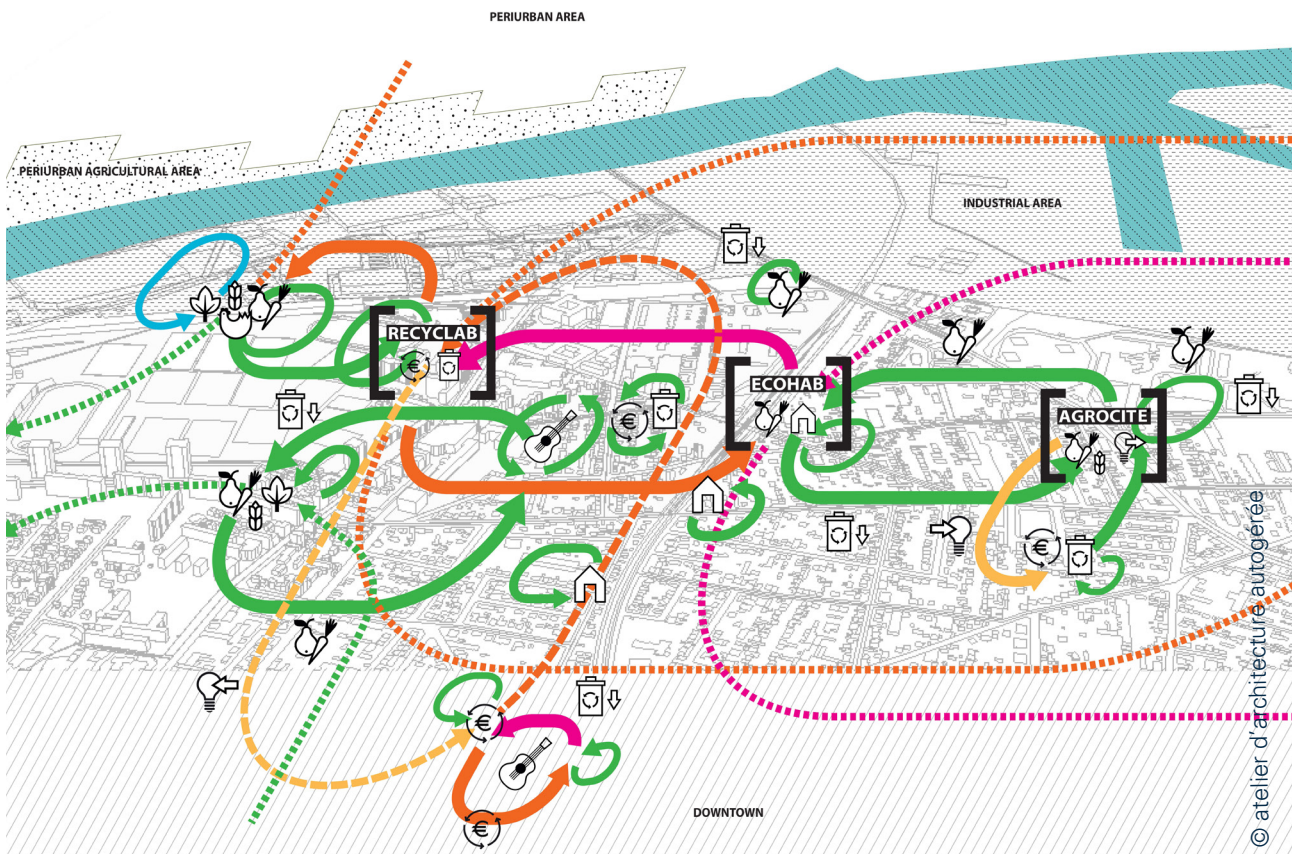 PERIURBAN AREA
PERIURBAN AGRICULTURAL AREA
INDUSTRIAL AREA
RECYCLAB
€
ECOHAB
AGROCITE
€
€
€
€
DOWNTOWN
© atelier d'architecture autogérée